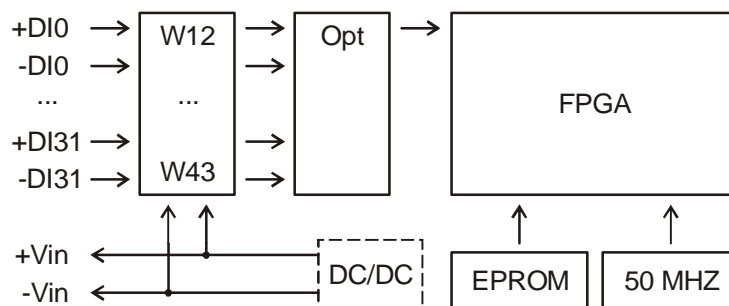 +DI0
W12
Opt
-DI0
...
...
FPGA
+DI31
-DI31
W43
+Vin
-Vin
DC/DC
EPROM
50 MHZ